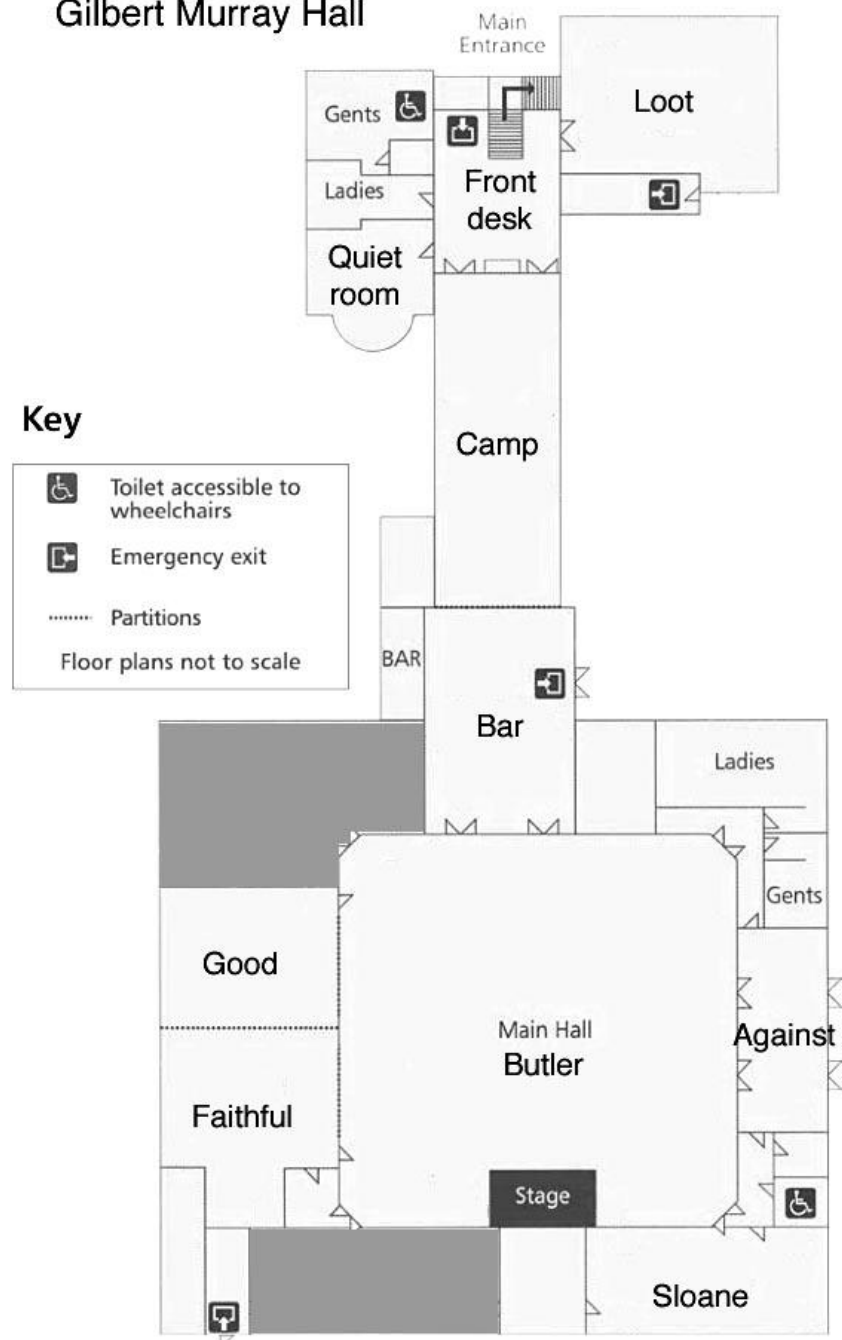 Gilbert Murray Hall
Main
Entrance
Loot
Gents
Front
desk
Ladies
Quiet
room
Key
Camp
Toilet accessible to
wheelchairs
Emergency exit
Partitions
Floor plans not to scale
BAR
Bar
Ladies
Gents
Good
Main Hall
Butler
Against
Faithful
Stage
Sloane